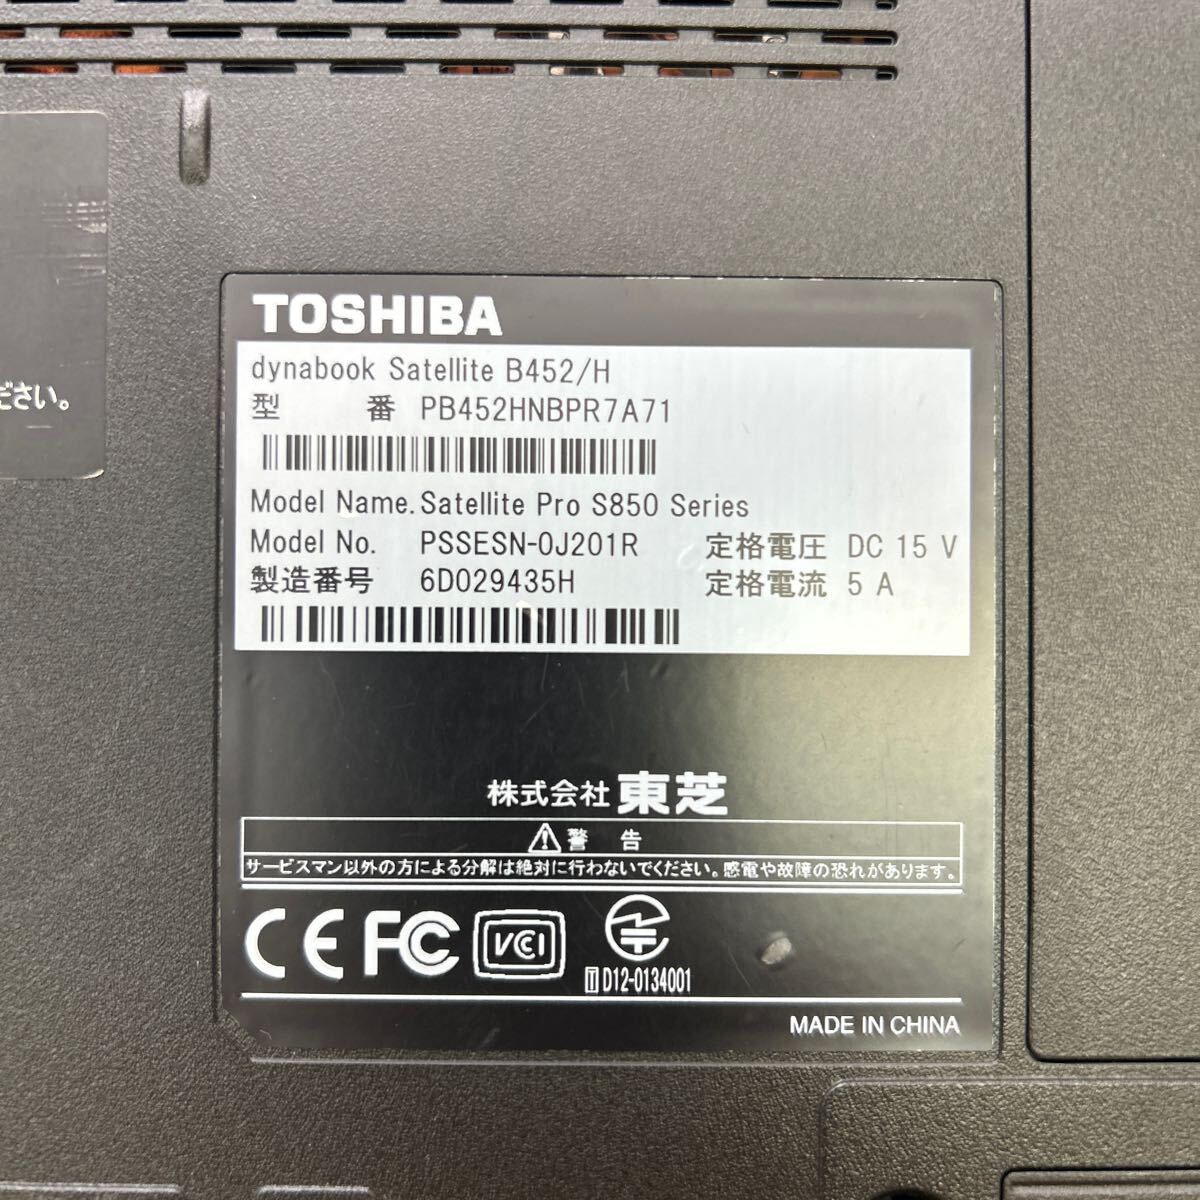 ださい。
TOSHIBA
dynabook Satellite B452/H
型 番 PB452HNBPR7A71
Model Name. Satellite Pro S850 Series
Model No. PSSESN-0J201R 定格電圧 DC 15 V
製造番号 6D029435H 定格電流 5 A
株式会社 東芝
⚠警 告
サービスマン以外の方による分解は絶対に行わないでください。感電や故障の恐れがあります。
CE FC VCI
T D12-0134001
MADE IN CHINA